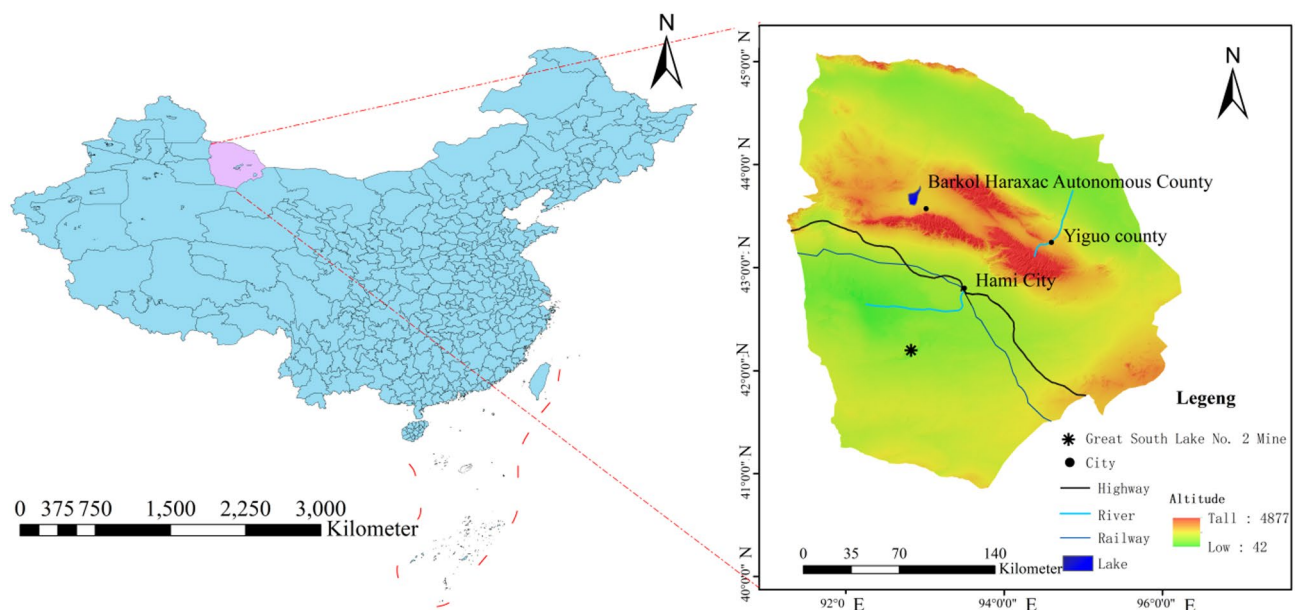 N
0 375 750 1,500 2,250 3,000
Kilometer
N
45°0'0" N
44°0'0" N
43°0'0" N
42°0'0" N
41°0'0" N
40°0'0" N
Barkol Haraxac Autonomous County
Yiguo county
Hami City
Legeng
Great South Lake No. 2 Mine
City
Highway
River
Railway
Lake
Altitude
Tall : 4877
Low : 42
0 35 70 140
Kilometer
92°0'0 E 94°0'0" E 96°0'0" E